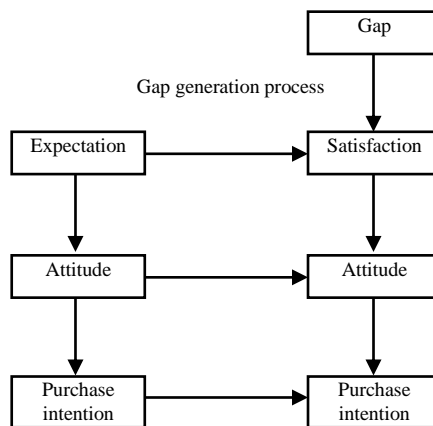 Gap
Gap generation process
Expectation
Satisfaction
Attitude
Attitude
Purchase
intention
Purchase
intention